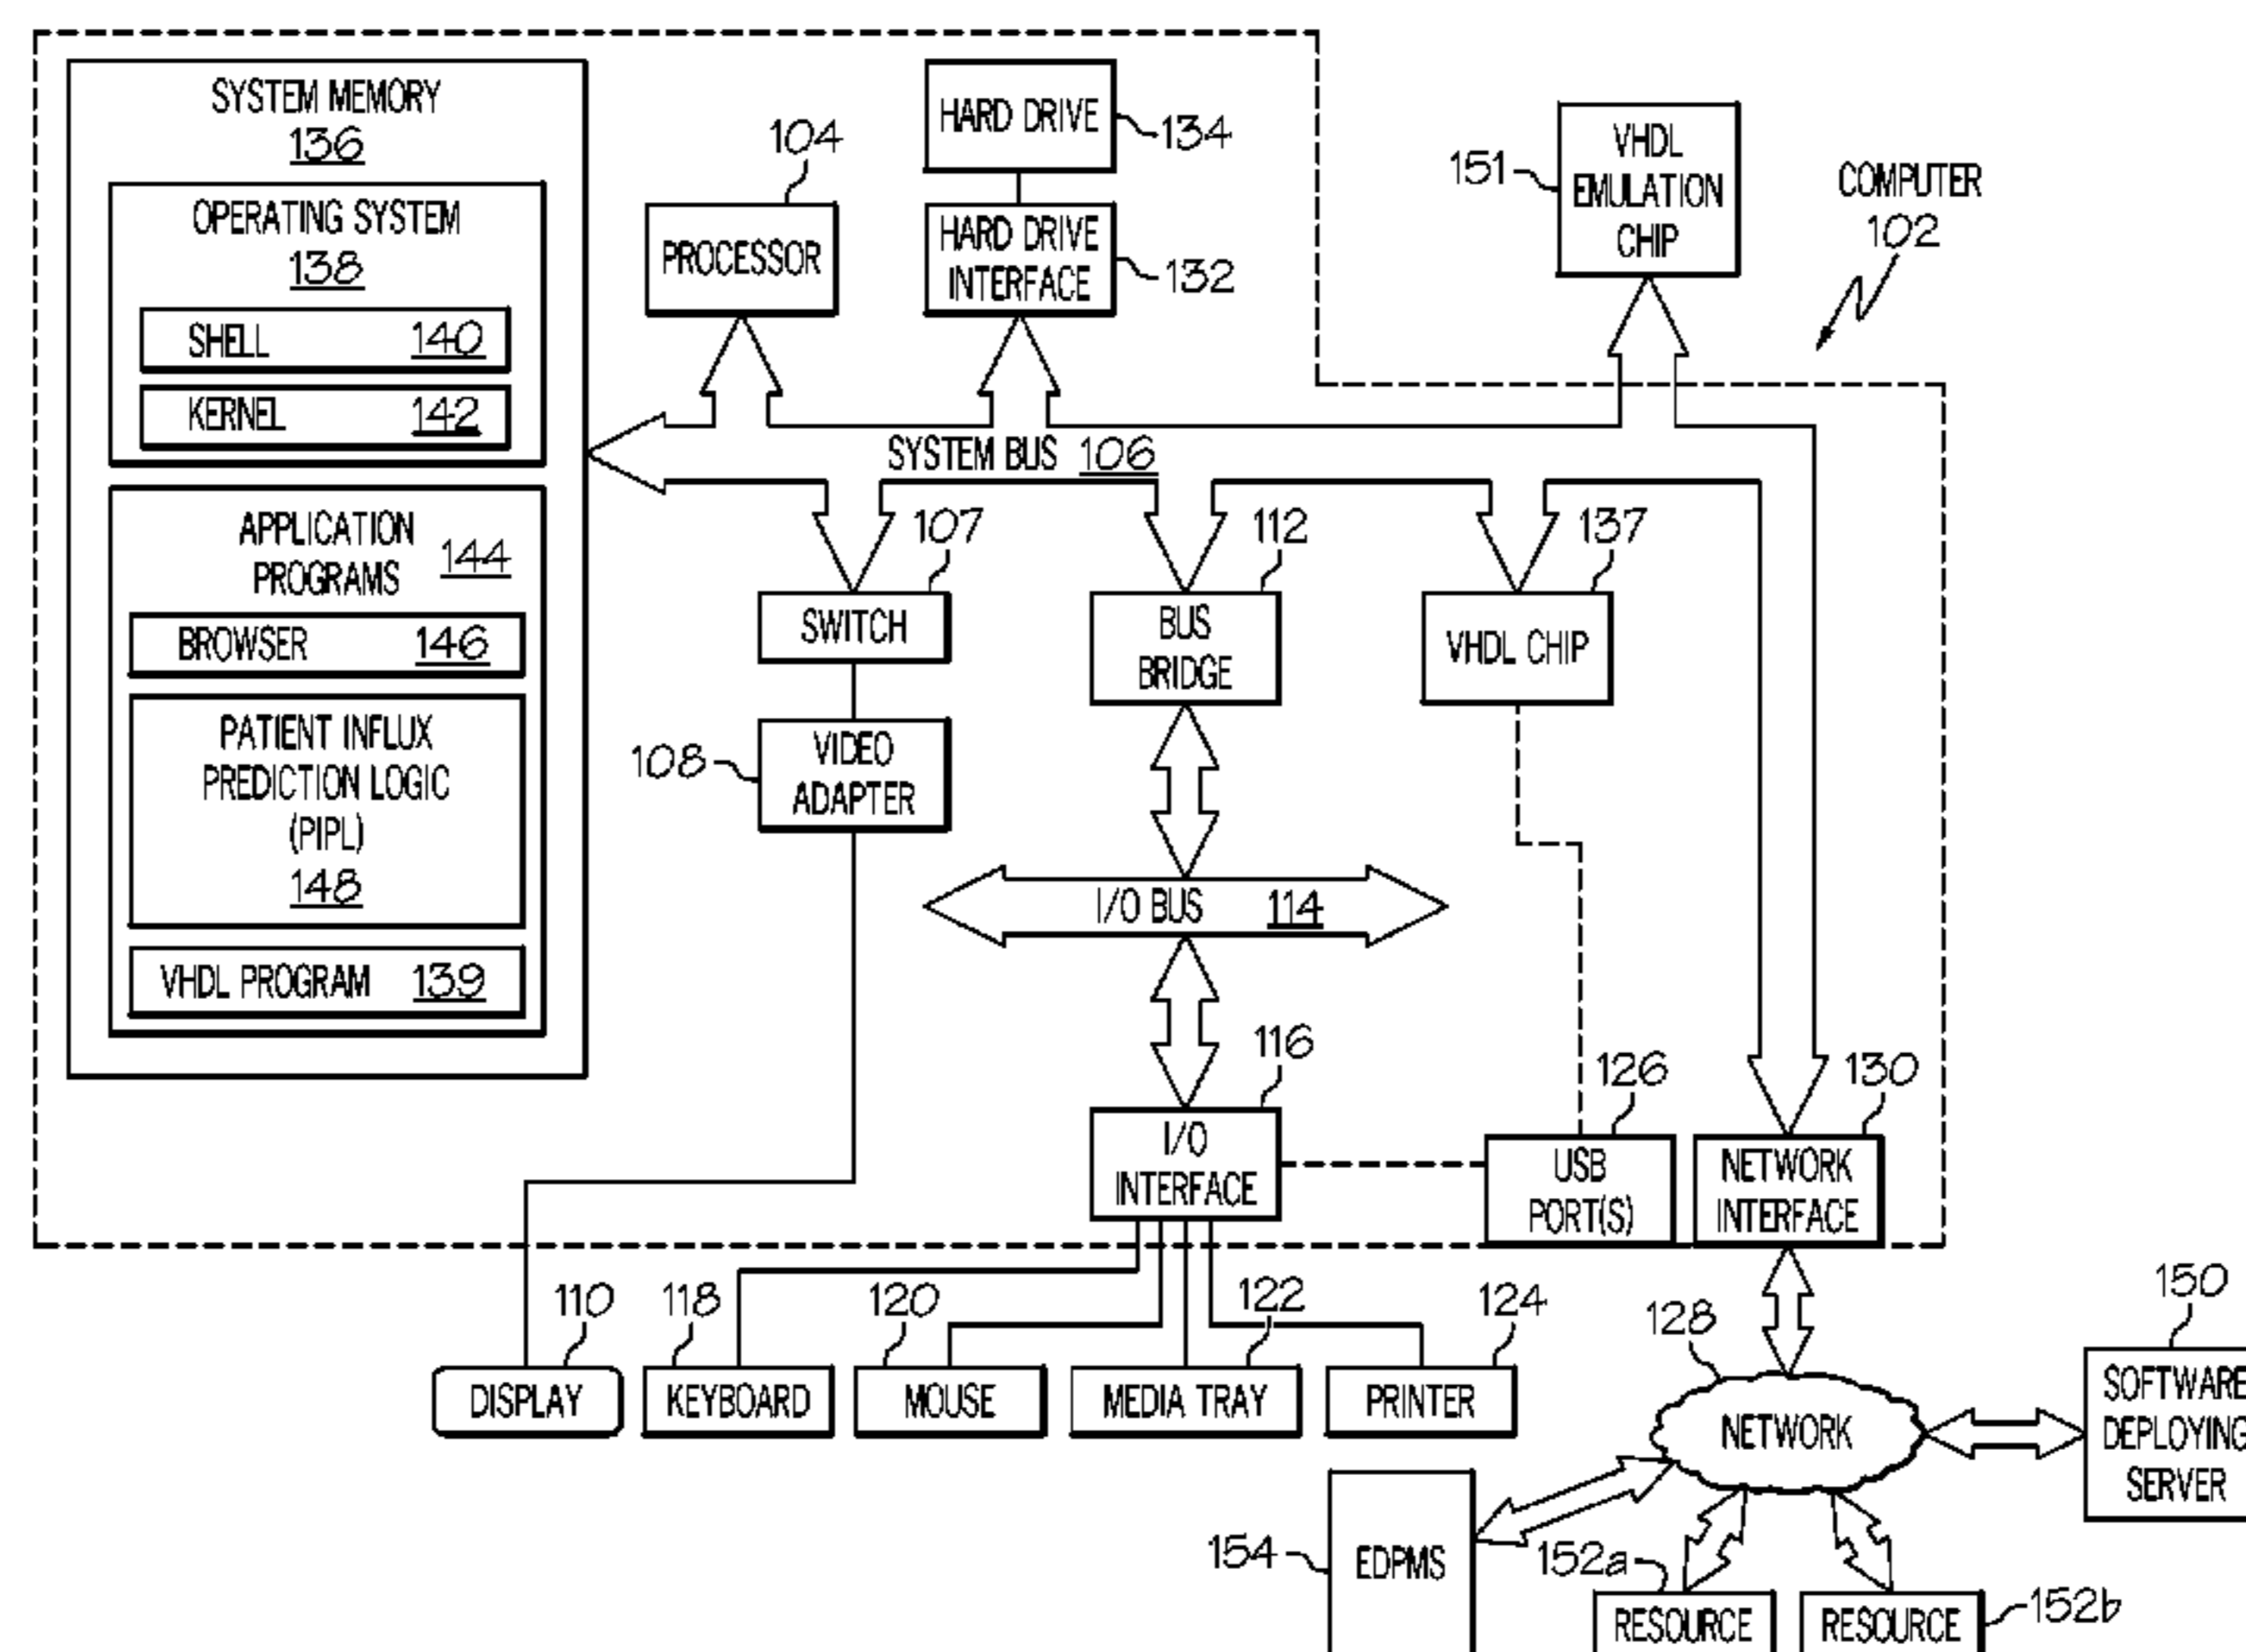 SYSTEM MEMORY
136
OPERATING SYSTEM
138
SHELL 140
KERNEL 142
APPLICATION
PROGRAMS 144
BROWSER 146
PATIENT INFLUX
PREDICTION LOGIC
(PIPL)
148
VHDL PROGRAM 139
104
PROCESSOR
HARD DRIVE
134
HARD DRIVE
INTERFACE
132
151
VHDL
EMULATION
CHIP
COMPUTER
102
SYSTEM BUS 106
107
SWITCH
112
BUS
BRIDGE
137
VHDL CHIP
108
VIDEO
ADAPTER
I/O BUS 114
116
I/O
INTERFACE
126
USB
PORT(S)
130
NETWORK
INTERFACE
110
DISPLAY
118
KEYBOARD
120
MOUSE
122
MEDIA TRAY
124
PRINTER
128
NETWORK
150
SOFTWARE
DEPLOYING
SERVER
154
EDPMS
152a
RESOURCE
RESOURCE
152b